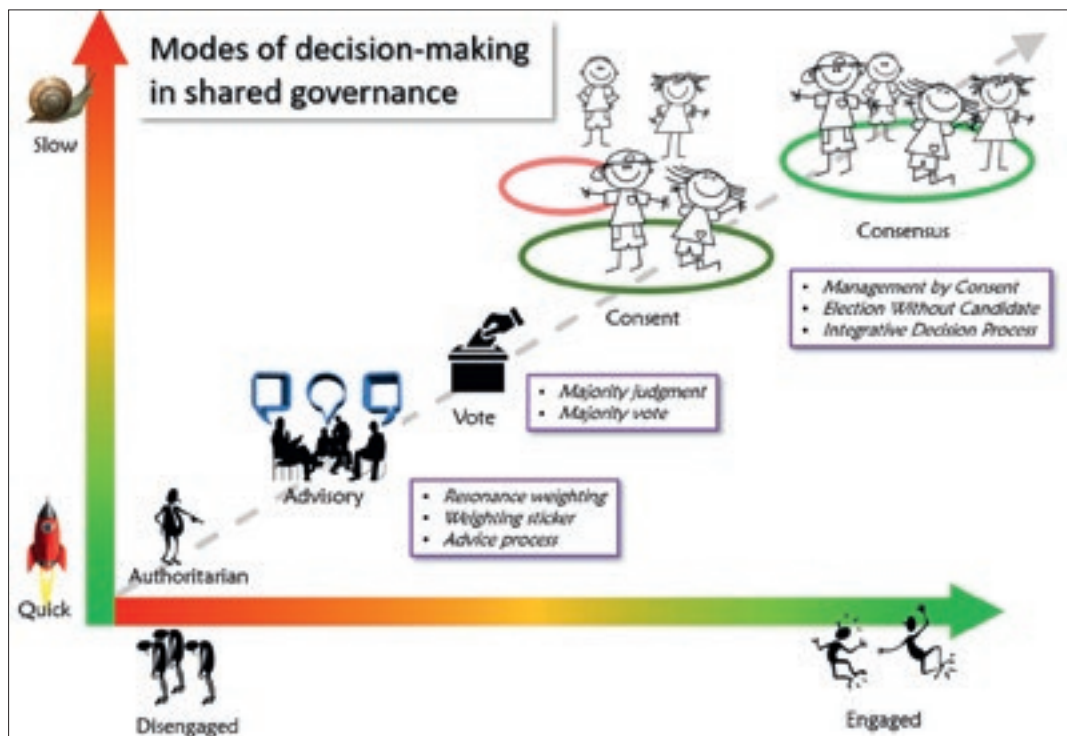 Modes of decision-making
in shared governance
Slow
Consensus
Consent
• Management by Consent
• Election Without Candidate
• Integrative Decision Process
Vote
• Majority judgment
• Majority vote
Advisory
• Resonance weighting
• Weighting sticker
• Advice process
Authoritarian
Quick
Disengaged
Engaged